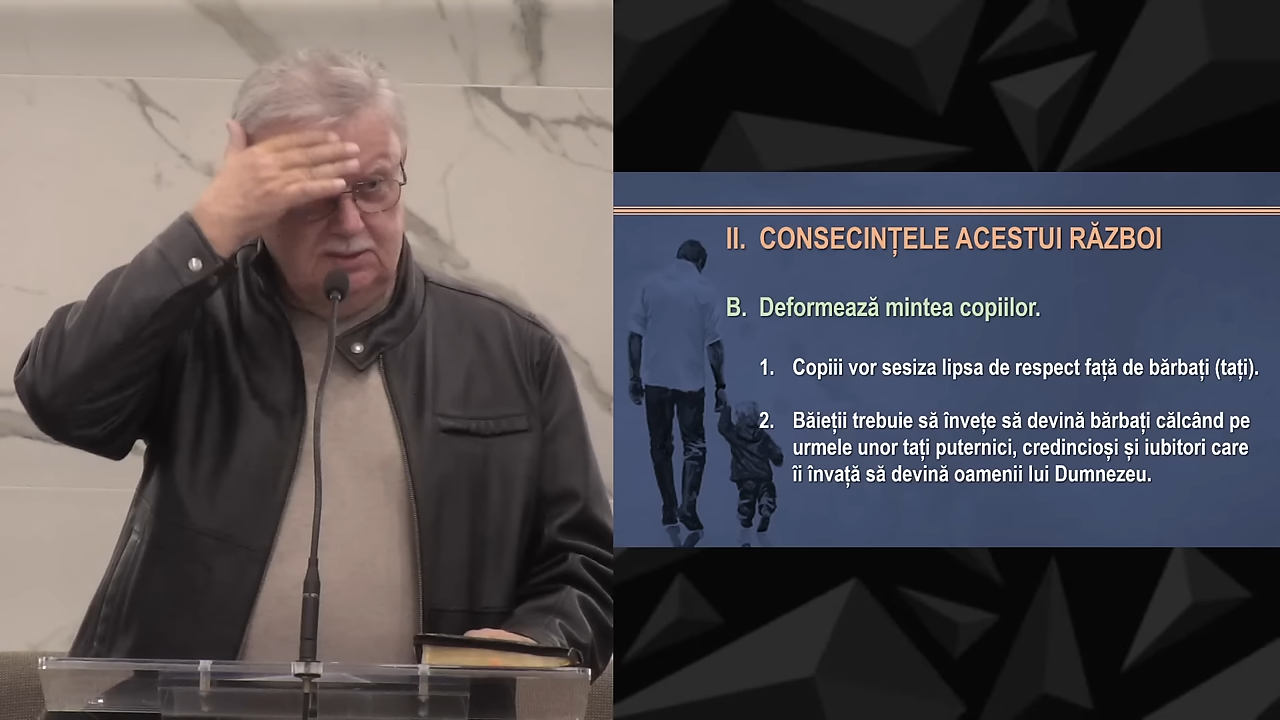 II. CONSECINȚELE ACESTUI RĂZBOI
B. Deformează mintea copiilor.
1. Copiii vor sesiza lipsa de respect față de bărbați (tați).
2. Băieții trebuie să învețe să devină bărbați călcând pe
urmele unor tați puternici, credincioși și iubitori care
îi învață să devină oamenii lui Dumnezeu.